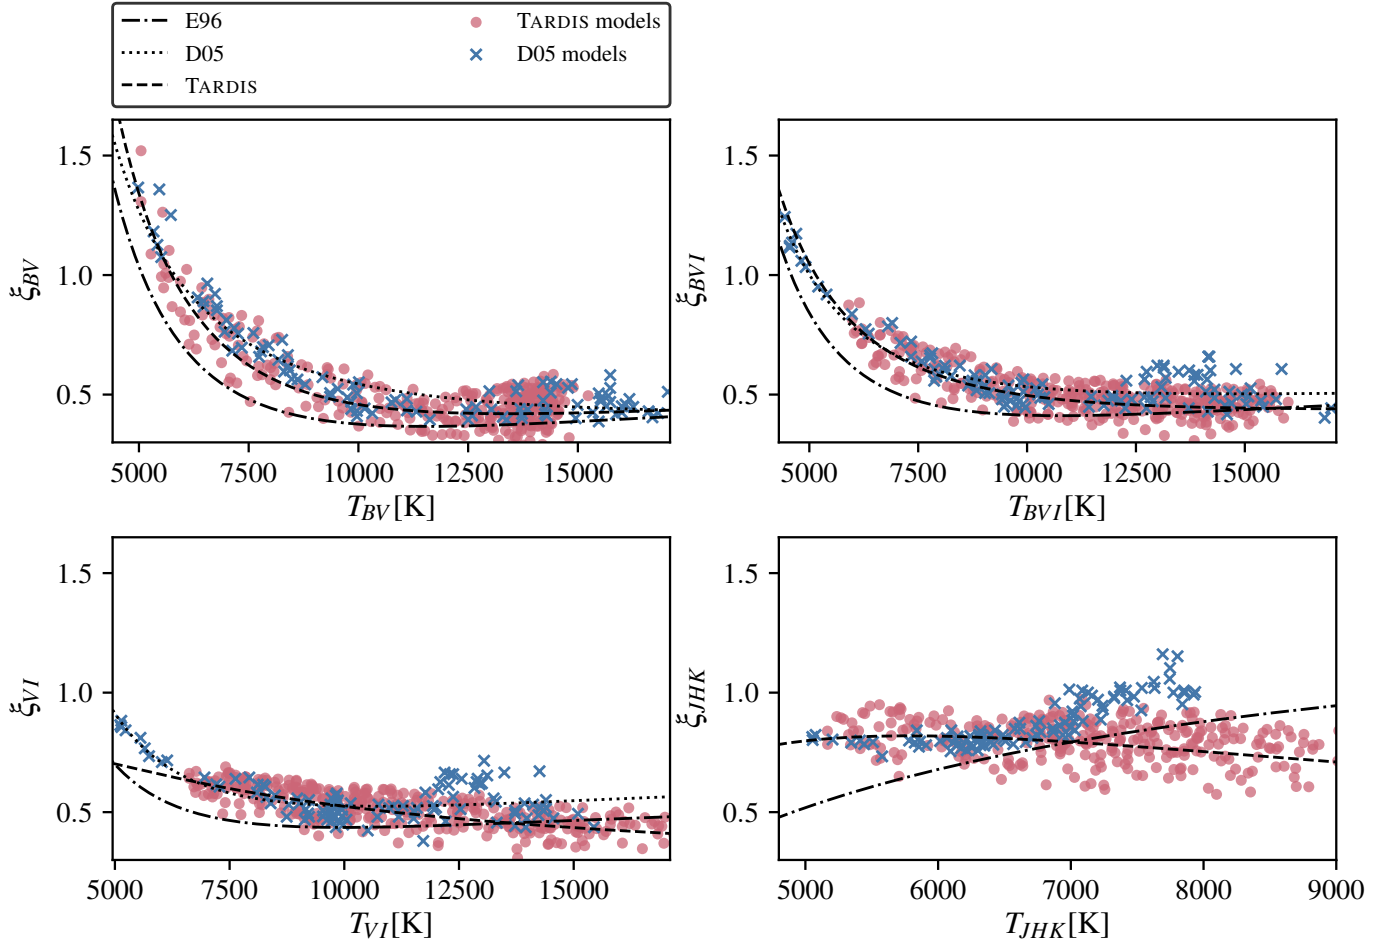 E96
D05
TARDIS
TARDIS models
D05 models
1.5
1.0
0.5
ξBV
5000 7500 10000 12500 15000
TBV[K]
1.5
1.0
0.5
ξBVI
5000 7500 10000 12500 15000
TBVI[K]
1.5
1.0
0.5
ξVI
5000 7500 10000 12500 15000
TVI[K]
1.5
1.0
0.5
ξJHK
5000 6000 7000 8000 9000
TJHK[K]